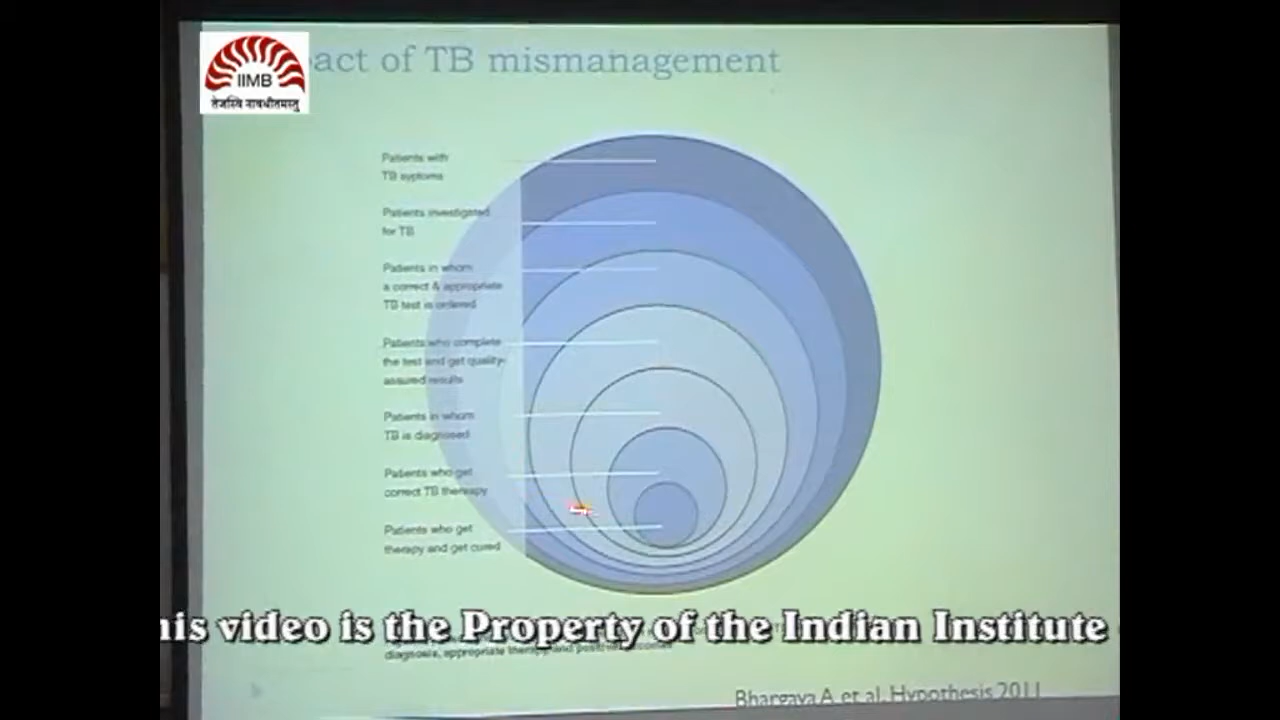 IIMB
तेजस्वि नावधीतमस्तु
pact of TB mismanagement
Patients with
TB syptoms
Patients investigated
for TB
Patients in whom
a correct & appropriate
TB test is ordered
Patients who complete
the test and get quality-
assured results
Patients in whom
TB is diagnosed
Patients who get
correct TB therapy
Patients who get
therapy and get cured
his video is the Property of the Indian Institute
diagnosis, appropriate therapy and positive outcomes
Bhargava A et al. Hypothesis 2011